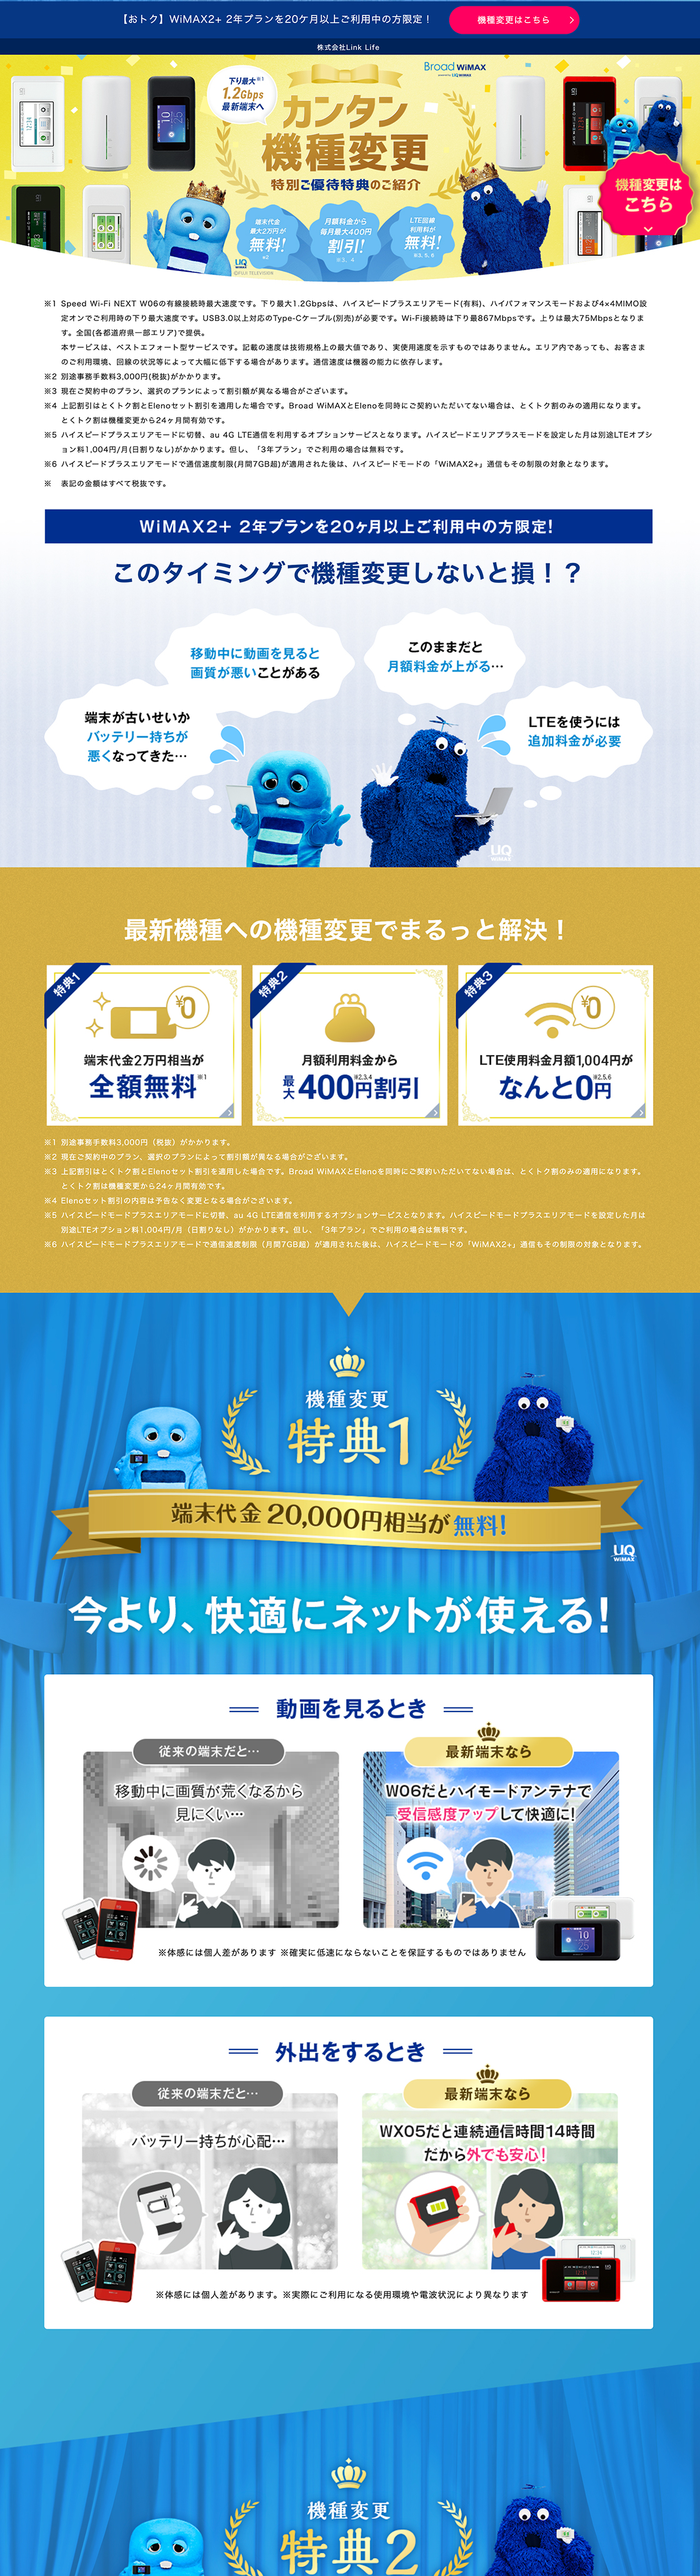 【おトク】WiMAX2+ 2年プランを20ケ月以上ご利用中の方限定！
機種変更はこちら
株式会社Link Life
Broad WiMAX
powered by UQ WiMAX
下り最大※1
1.2Gbps
最新端末へ
カンタン
機種変更
特別ご優待特典のご紹介
機種変更は
こちら
端末代金
最大2万円が
無料!
※2
月額料金から
毎月最大400円
割引!
※3、4
LTE回線
利用料が
無料!
※3, 5, 6
UQ
WiMAX
©FUJI TELEVISION
※1 Speed Wi-Fi NEXT W06の有線接続時最大速度です。下り最大1.2Gbpsは、ハイスピードプラスエリアモード(有料)、ハイパフォマンスモードおよび4×4MIMO設
定オンでご利用時の下り最大速度です。USB3.0以上対応のType-Cケーブル(別売)が必要です。Wi-Fi接続時は下り最867Mbpsです。上りは最大75Mbpsとなりま
す。全国(各都道府県一部エリア)で提供。
本サービスは、ベストエフォート型サービスです。記載の速度は技術規格上の最大値であり、実使用速度を示すものではありません。エリア内であっても、お客さま
のご利用環境、回線の状況等によって大幅に低下する場合があります。通信速度は機器の能力に依存します。
※2 別途事務手数料3,000円(税抜)がかかります。
※3 現在ご契約中のプラン、選択のプランによって割引額が異なる場合がございます。
※4 上記割引はとくトク割とElenoセット割引を適用した場合です。Broad WiMAXとElenoを同時にご契約いただいてない場合は、とくトク割のみの適用になります。
とくトク割は機種変更から24ヶ月間有効です。
※5 ハイスピードプラスエリアモードに切替、au 4G LTE通信を利用するオプションサービスとなります。ハイスピードエリアプラスモードを設定した月は別途LTEオプシ
ョン料1,004円/月(日割りなし)がかかります。但し、「3年プラン」でご利用の場合は無料です。
※6 ハイスピードプラスエリアモードで通信速度制限(月間7GB超)が適用された後は、ハイスピードモードの「WiMAX2+」通信もその制限の対象となります。
※ 表記の金額はすべて税抜です。
WiMAX2+ 2年プランを20ヶ月以上ご利用中の方限定!
このタイミングで機種変更しないと損！？
移動中に動画を見ると
画質が悪いことがある
このままだと
月額料金が上がる…
端末が古いせいか
バッテリー持ちが
悪くなってきた…
LTEを使うには
追加料金が必要
UQ
WiMAX
最新機種への機種変更でまるっと解決！
特典1
¥0
端末代金2万円相当が
全額無料※1
特典2
月額利用料金から
最大400円割引※2,3,4
特典3
¥0
LTE使用料金月額1,004円が
なんと0円※2,5,6
※1 別途事務手数料3,000円（税抜）がかかります。
※2 現在ご契約中のプラン、選択のプランによって割引額が異なる場合がございます。
※3 上記割引はとくトク割とElenoセット割引を適用した場合です。Broad WiMAXとElenoを同時にご契約いただいてない場合は、とくトク割のみの適用になります。
とくトク割は機種変更から24ヶ月間有効です。
※4 Elenoセット割引の内容は予告なく変更となる場合がございます。
※5 ハイスピードモードプラスエリアモードに切替、au 4G LTE通信を利用するオプションサービスとなります。ハイスピードモードプラスエリアモードを設定した月は
別途LTEオプション料1,004円/月（日割りなし）がかかります。但し、「3年プラン」でご利用の場合は無料です。
※6 ハイスピードモードプラスエリアモードで通信速度制限（月間7GB超）が適用された後は、ハイスピードモードの「WiMAX2+」通信もその制限の対象となります。
機種変更
特典1
端末代金 20,000円相当が 無料!
UQ
WiMAX
今より、快適にネットが使える!
動画を見るとき
従来の端末だと…
移動中に画質が荒くなるから
見にくい…
最新端末なら
W06だとハイモードアンテナで
受信感度アップして快適に!
※体感には個人差があります ※確実に低速にならないことを保証するものではありません
外出をするとき
従来の端末だと…
バッテリー持ちが心配…
最新端末なら
WX05だと連続通信時間14時間
だから外でも安心!
※体感には個人差があります。※実際にご利用になる使用環境や電波状況により異なります
機種変更
特典2